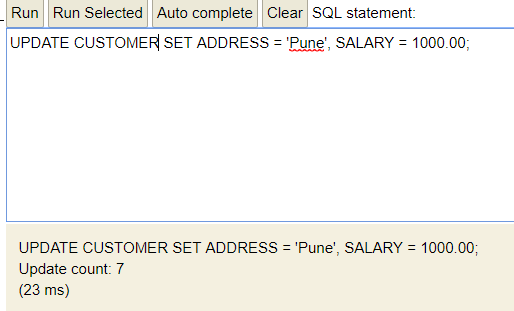 Run Run Selected Auto complete Clear SQL statement:
UPDATE CUSTOMER SET ADDRESS = 'Pune', SALARY = 1000.00;
UPDATE CUSTOMER SET ADDRESS = 'Pune', SALARY = 1000.00;
Update count: 7
(23 ms)